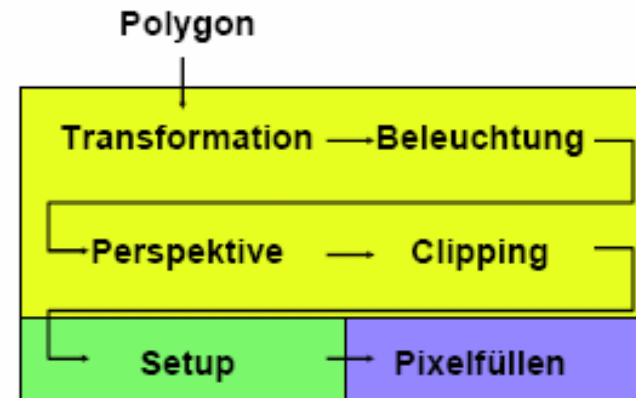 Polygon
Transformation Beleuchtung
Perspektive Clipping
Setup Pixelfüllen